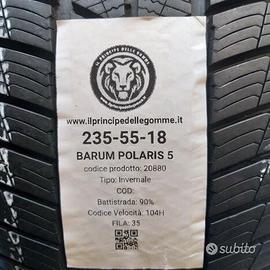 IL PRINCIPE DELLE GOMME
www.ilprincipedellegomme.it
235-55-18
BARUM POLARIS 5
codice prodotto: 20880
Tipo: Invernale
COD:
Battistrada: 90%
Codice Velocità: 104H
FILA: 35
subito